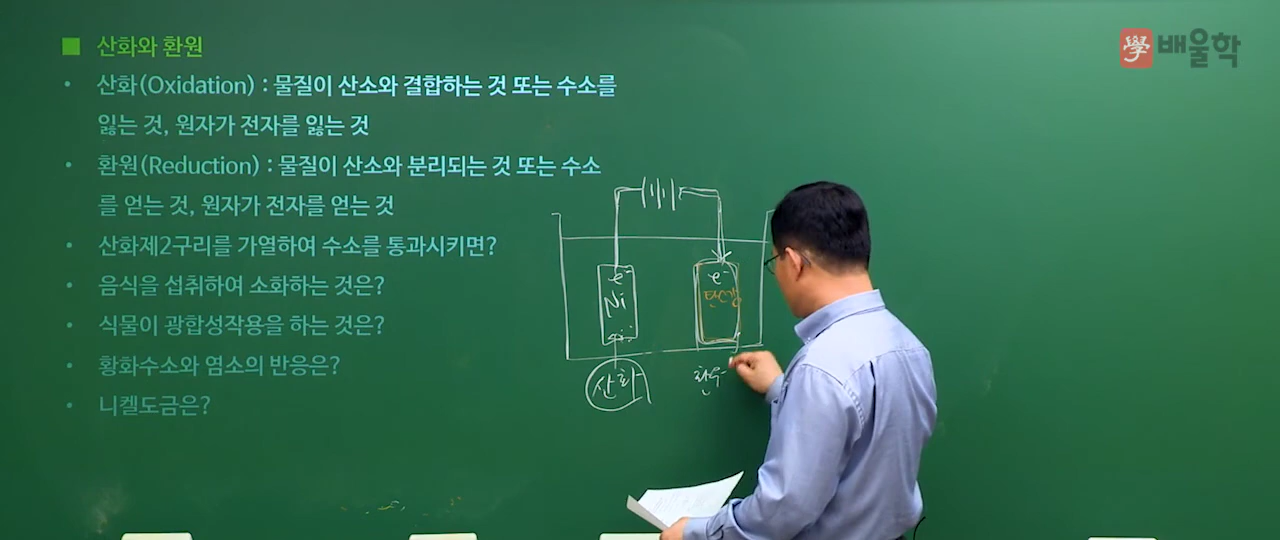 ■ 산화와 환원
學 배울학
• 산화(Oxidation) : 물질이 산소와 결합하는 것 또는 수소를
잃는 것, 원자가 전자를 잃는 것
• 환원(Reduction) : 물질이 산소와 분리되는 것 또는 수소
를 얻는 것, 원자가 전자를 얻는 것
• 산화제2구리를 가열하여 수소를 통과시키면?
• 음식을 섭취하여 소화하는 것은?
• 식물이 광합성작용을 하는 것은?
• 황화수소와 염소의 반응은?
• 니켈도금은?
e⁻
Ni
e⁻
산화